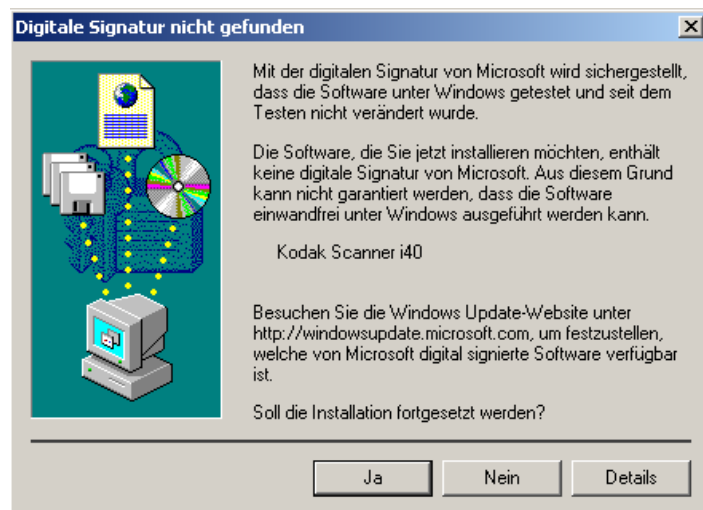 Digitale Signatur nicht gefunden
Mit der digitalen Signatur von Microsoft wird sichergestellt,
dass die Software unter Windows getestet und seit dem
Testen nicht verändert wurde.
Die Software, die Sie jetzt installieren möchten, enthält
keine digitale Signatur von Microsoft. Aus diesem Grund
kann nicht garantiert werden, dass die Software
einwandfrei unter Windows ausgeführt werden kann.
Kodak Scanner i40
Besuchen Sie die Windows Update-Website unter
http://windowsupdate.microsoft.com, um festzustellen,
welche von Microsoft digital signierte Software verfügbar
ist.
Soll die Installation fortgesetzt werden?
Ja
Nein
Details